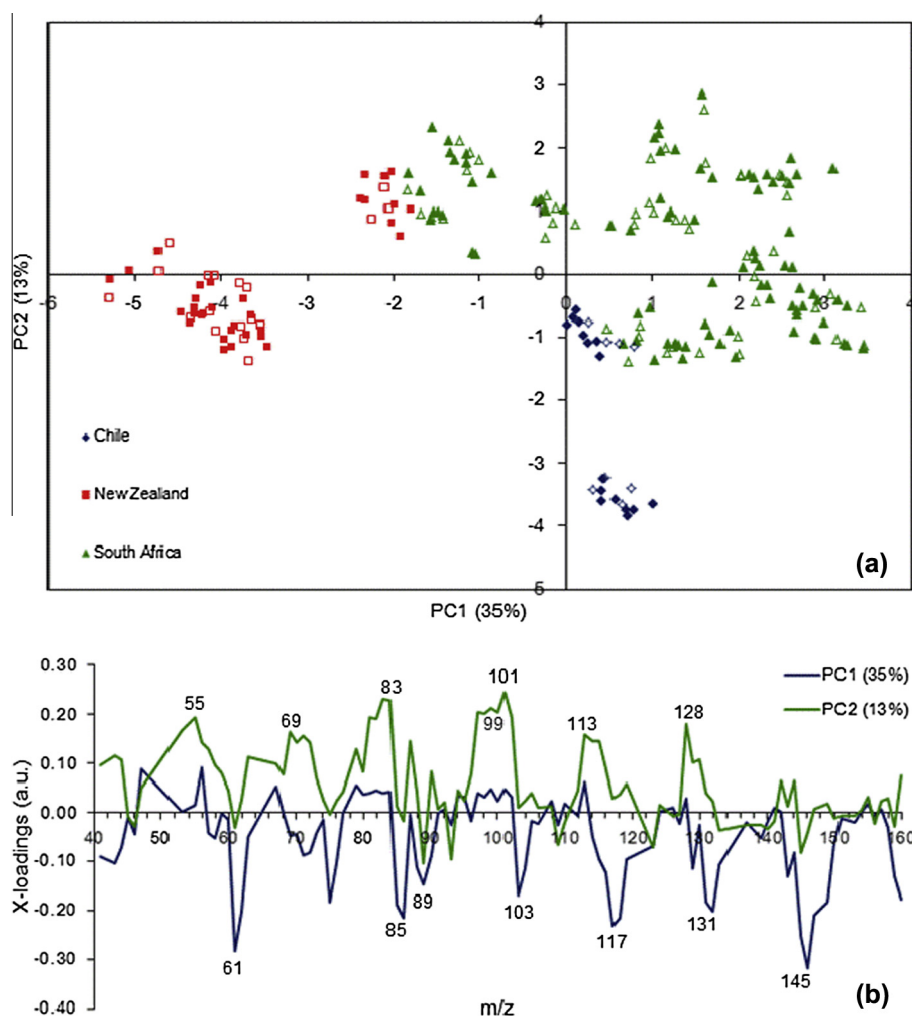 4
3
2
1
0
-6 -5 -4 -3 -2 -1 0 1 2 3 4
-1
-2
-3
-4
5
PC2 (13%)
Chile
NewZealand
South Africa
(a)
PC1 (35%)
0.30
0.20
0.10
0.00
-0.10
-0.20
-0.30
-0.40
X-loadings (a.u.)
PC1 (35%)
PC2 (13%)
55 69 83 99 101 113 128
40 50 60 70 80 90 100 110 120 130 140 150 160
61 85 89 103 117 131 145
m/z
(b)